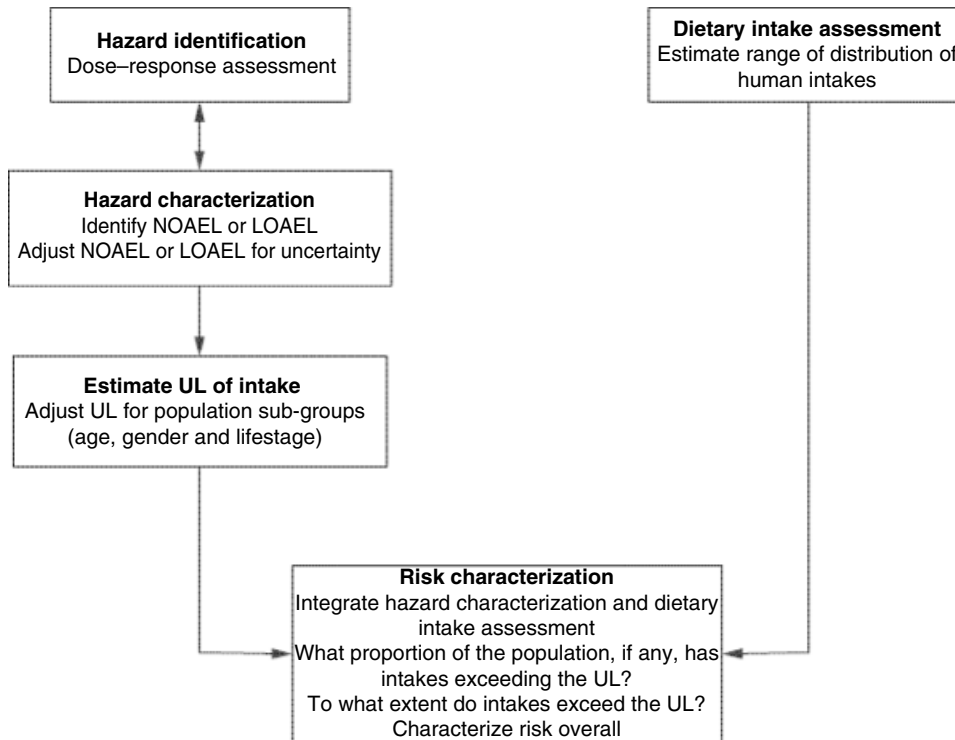 Hazard identification
Dose–response assessment
Dietary intake assessment
Estimate range of distribution of
human intakes
Hazard characterization
Identify NOAEL or LOAEL
Adjust NOAEL or LOAEL for uncertainty
Estimate UL of intake
Adjust UL for population sub-groups
(age, gender and lifestage)
Risk characterization
Integrate hazard characterization and dietary
intake assessment
What proportion of the population, if any, has
intakes exceeding the UL?
To what extent do intakes exceed the UL?
Characterize risk overall